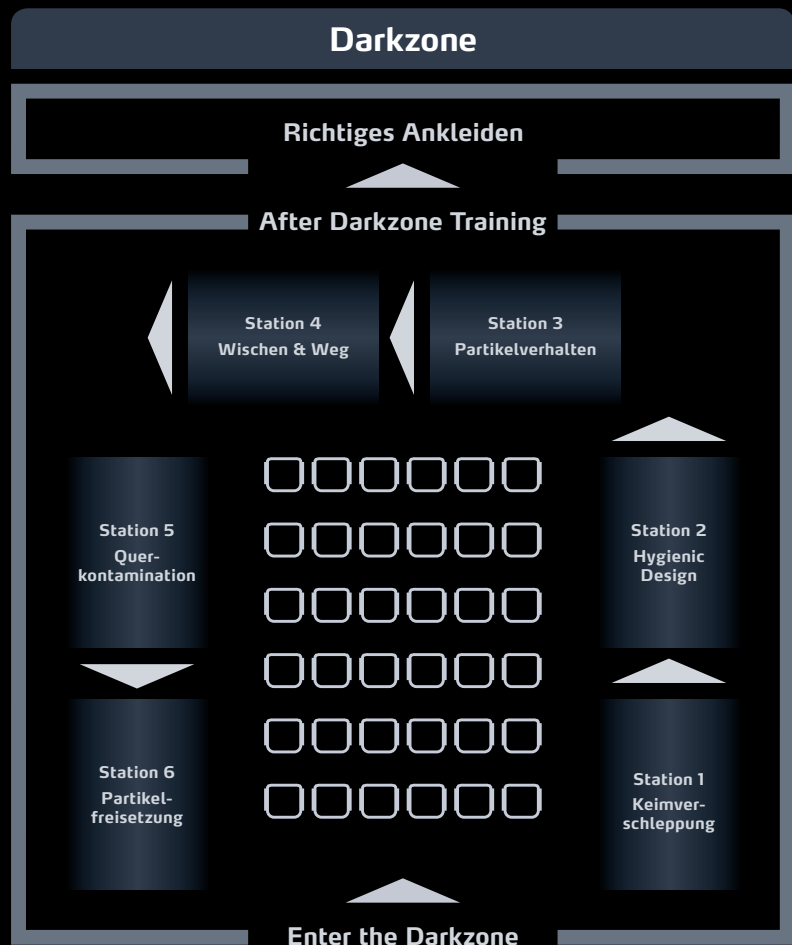 Darkzone
Richtiges Ankleiden
After Darkzone Training
Station 4
Wischen & Weg
Station 3
Partikelverhalten
Station 5
Quer-
kontamination
Station 2
Hygienic
Design
Station 6
Partikel-
freisetzung
Station 1
Keimver-
schleppung
Enter the Darkzone